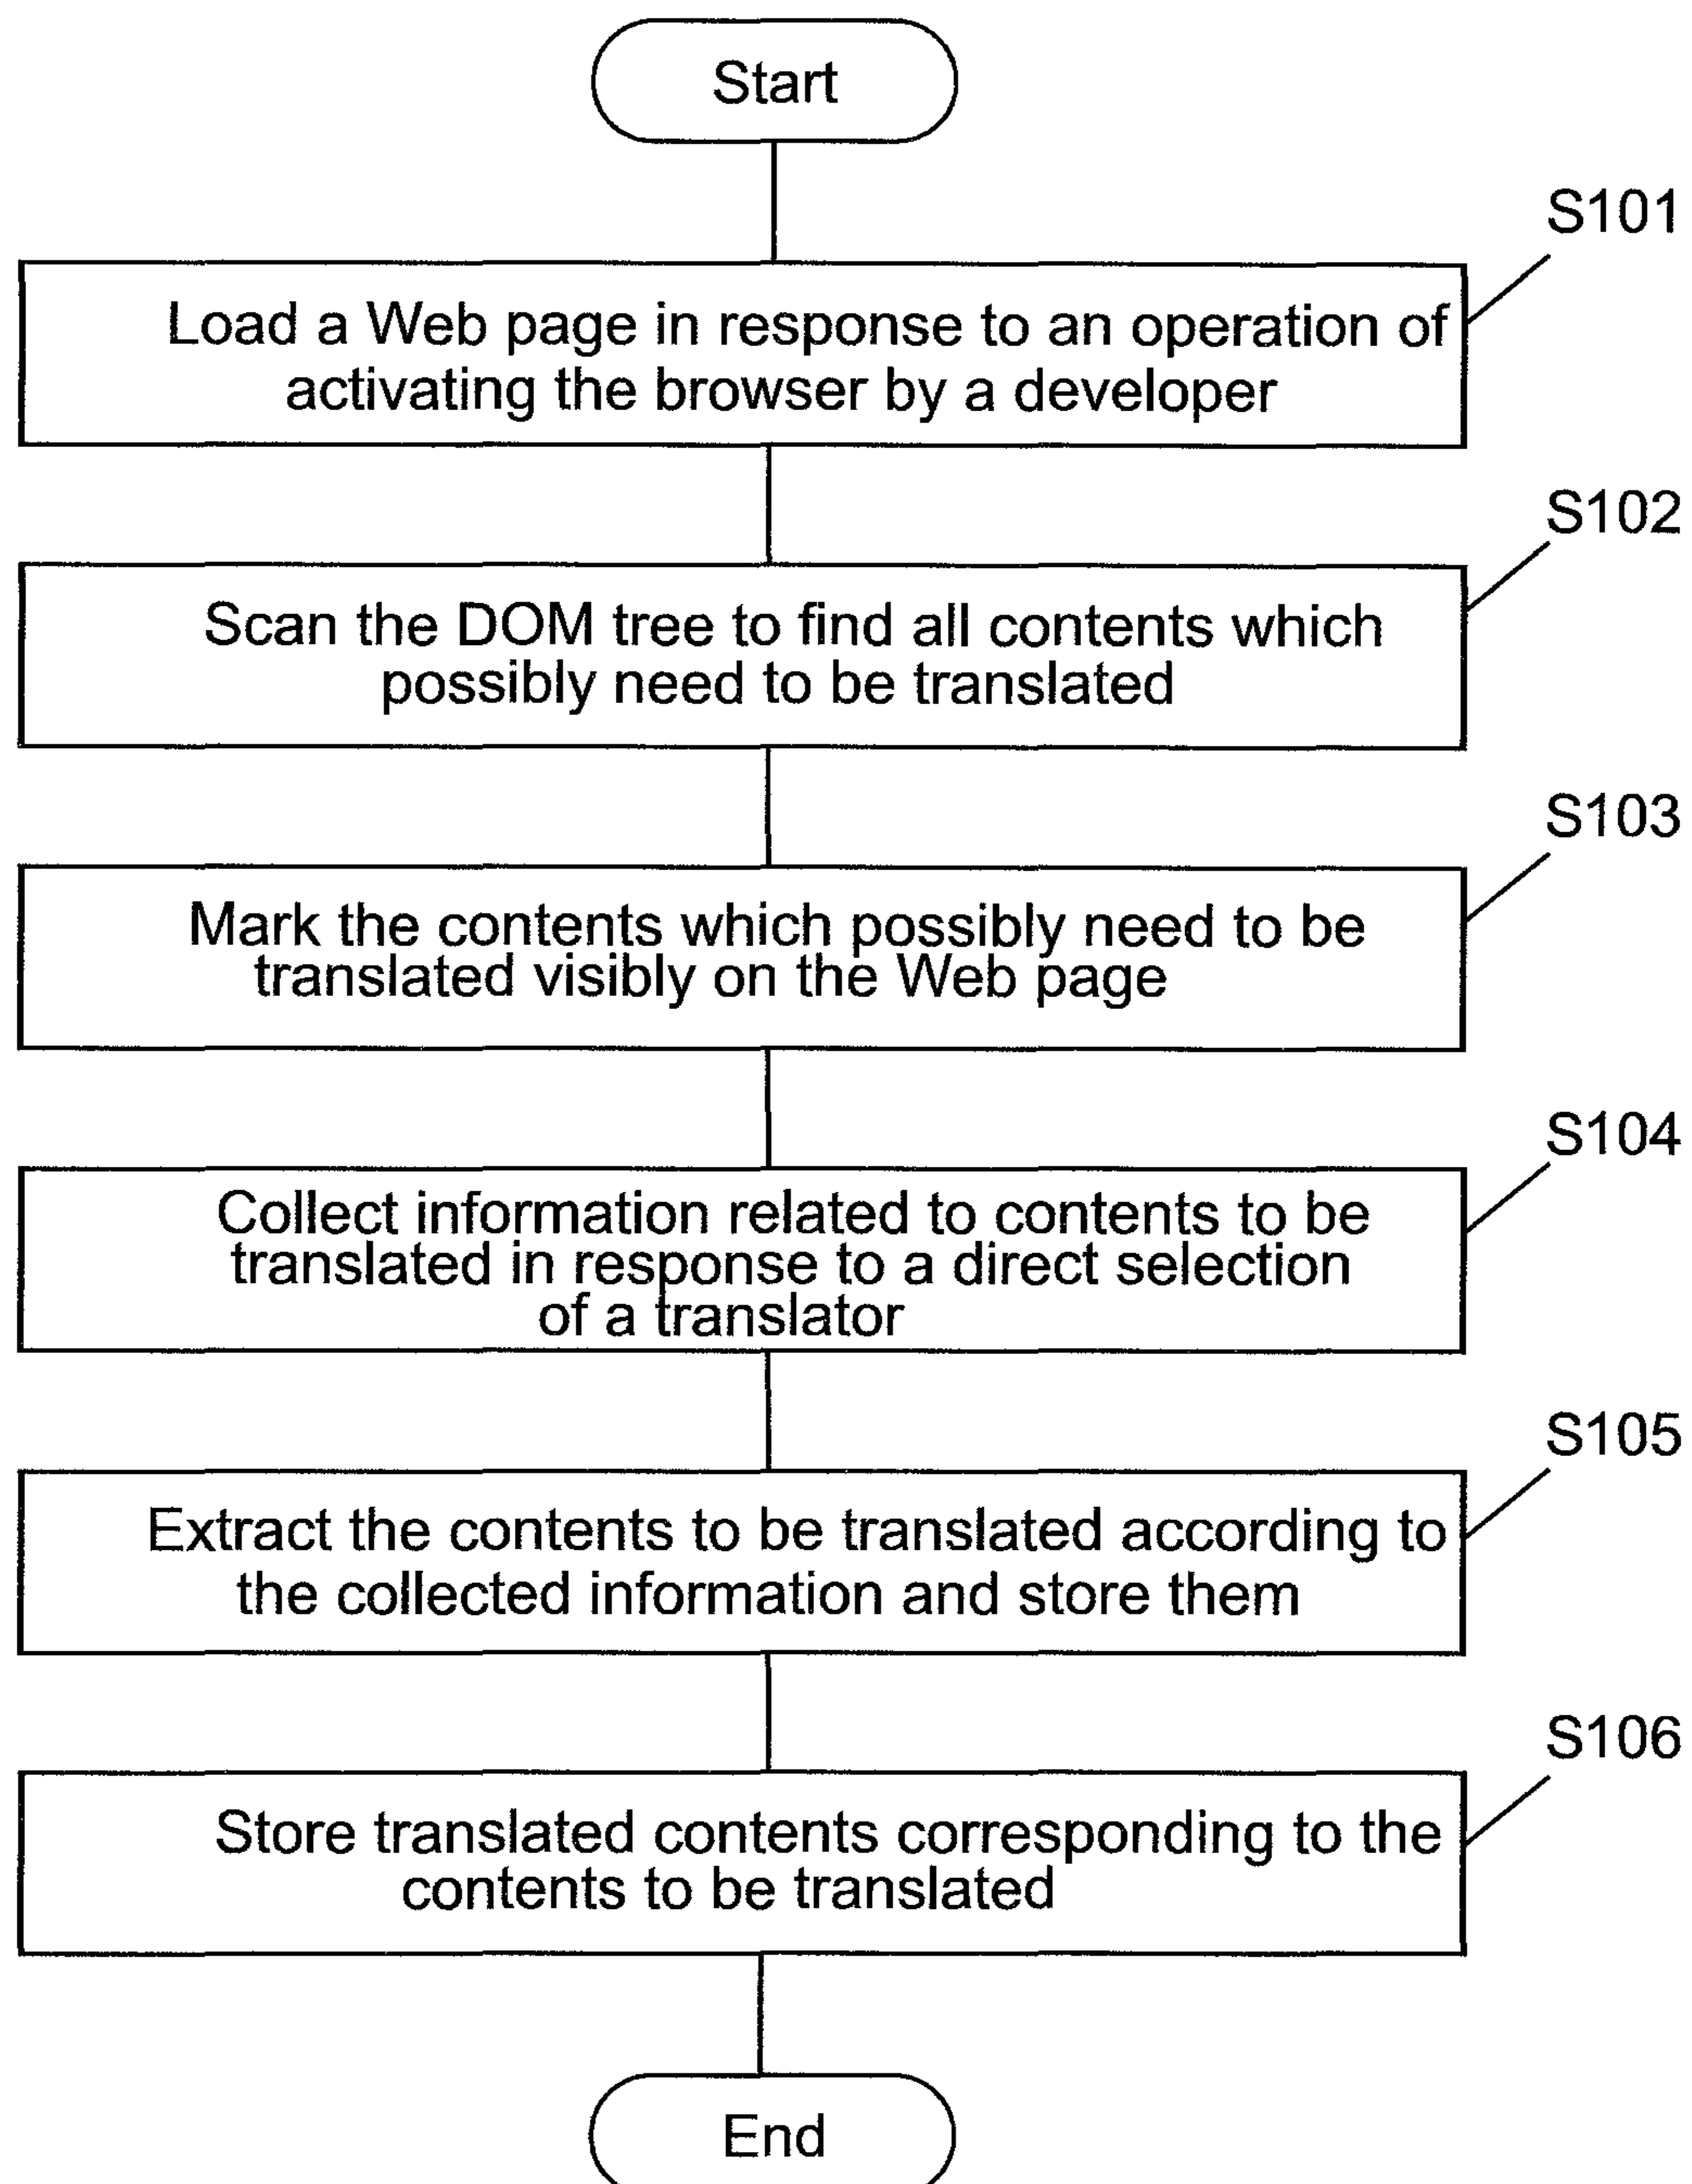 Start
S101
Load a Web page in response to an operation of
activating the browser by a developer
S102
Scan the DOM tree to find all contents which
possibly need to be translated
S103
Mark the contents which possibly need to be
translated visibly on the Web page
S104
Collect information related to contents to be
translated in response to a direct selection
of a translator
S105
Extract the contents to be translated according to
the collected information and store them
S106
Store translated contents corresponding to the
contents to be translated
End